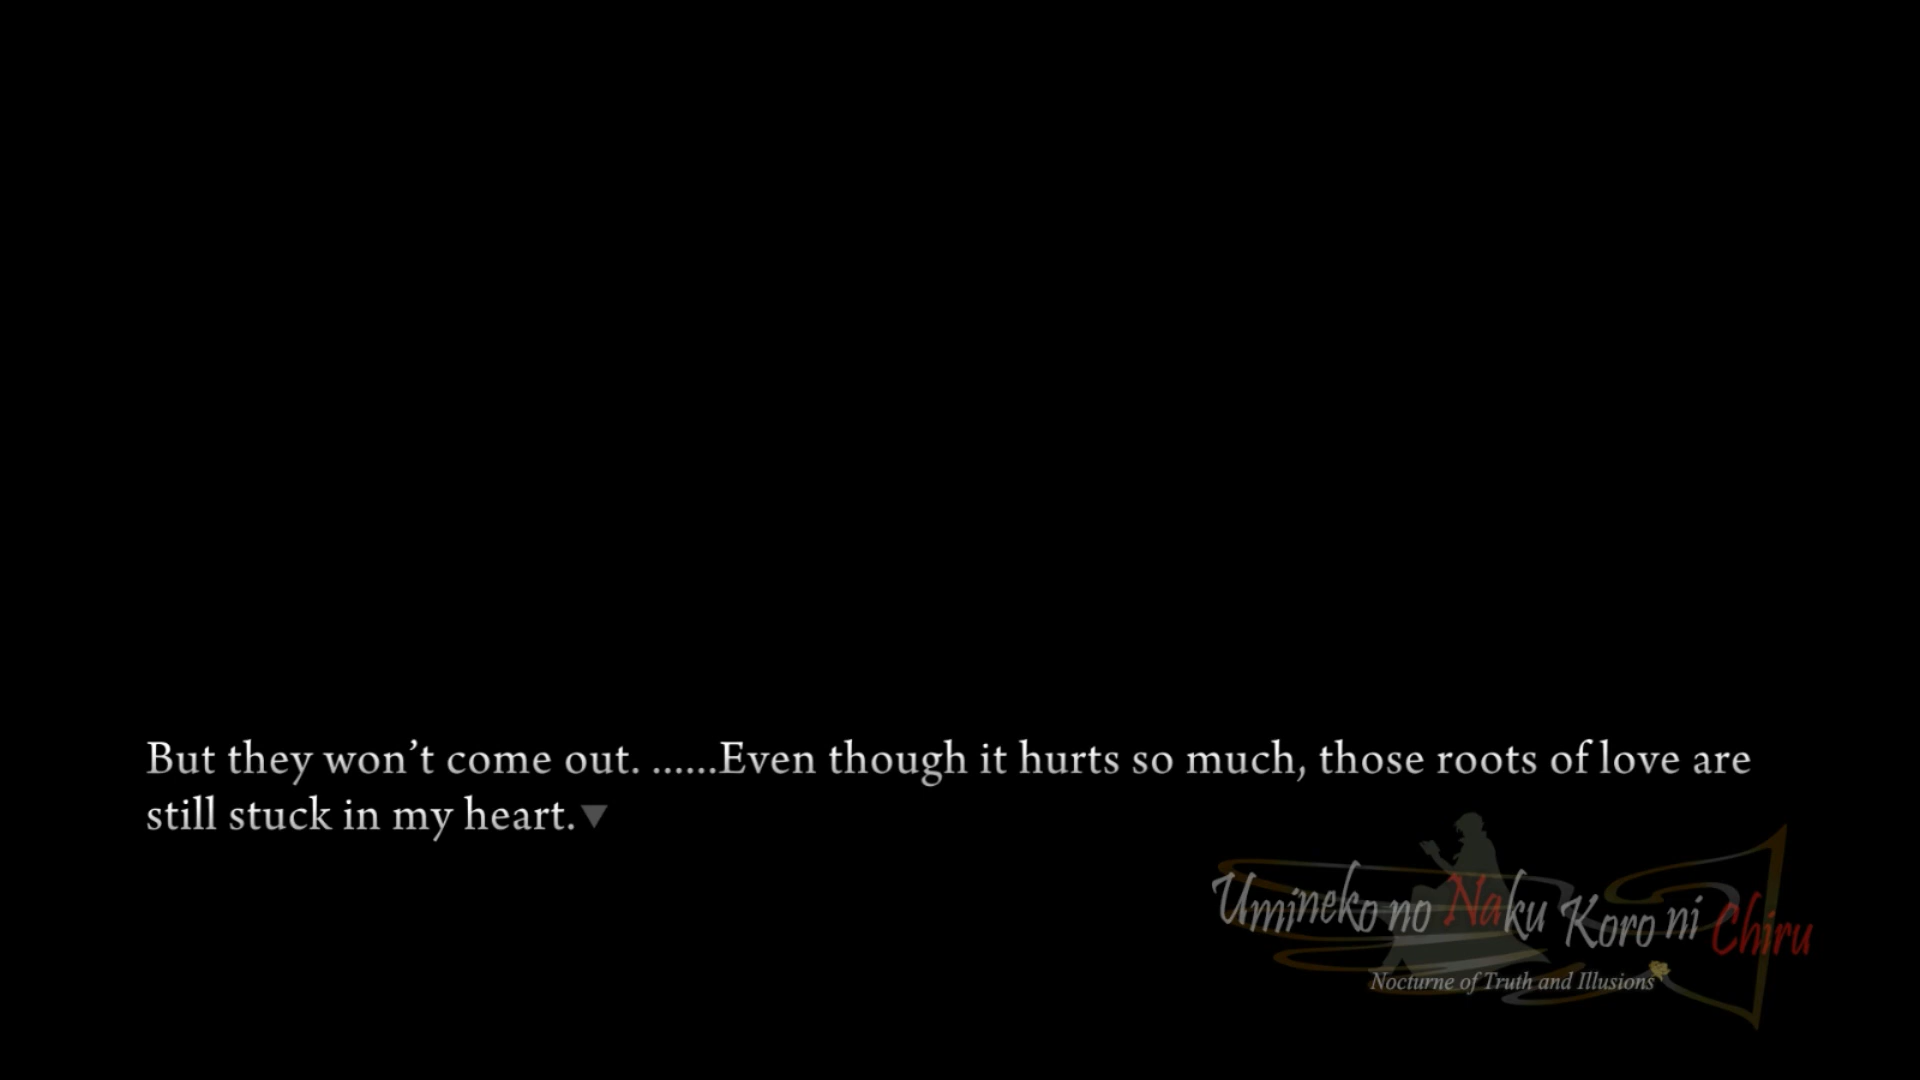 But they won’t come out. ......Even though it hurts so much, those roots of love are
still stuck in my heart.
Umineko no Naku Koro ni Chiru
Nocturne of Truth and Illusions